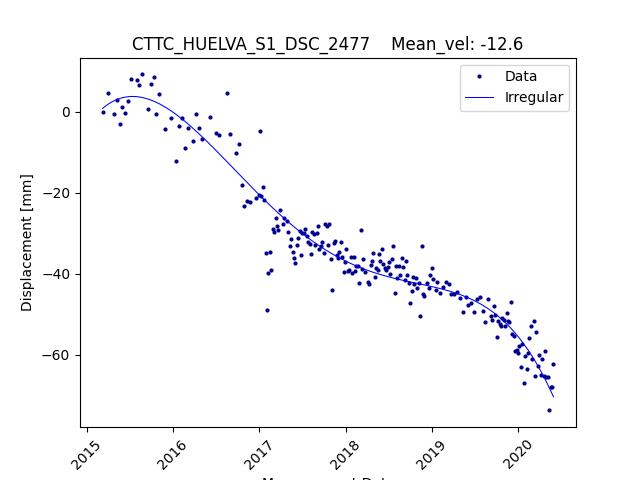 CTTC_HUELVA_S1_DSC_2477    Mean_vel: -12.6
Data
Irregular
Displacement [mm]
0
−20
−40
−60
2015
2016
2017
2018
2019
2020